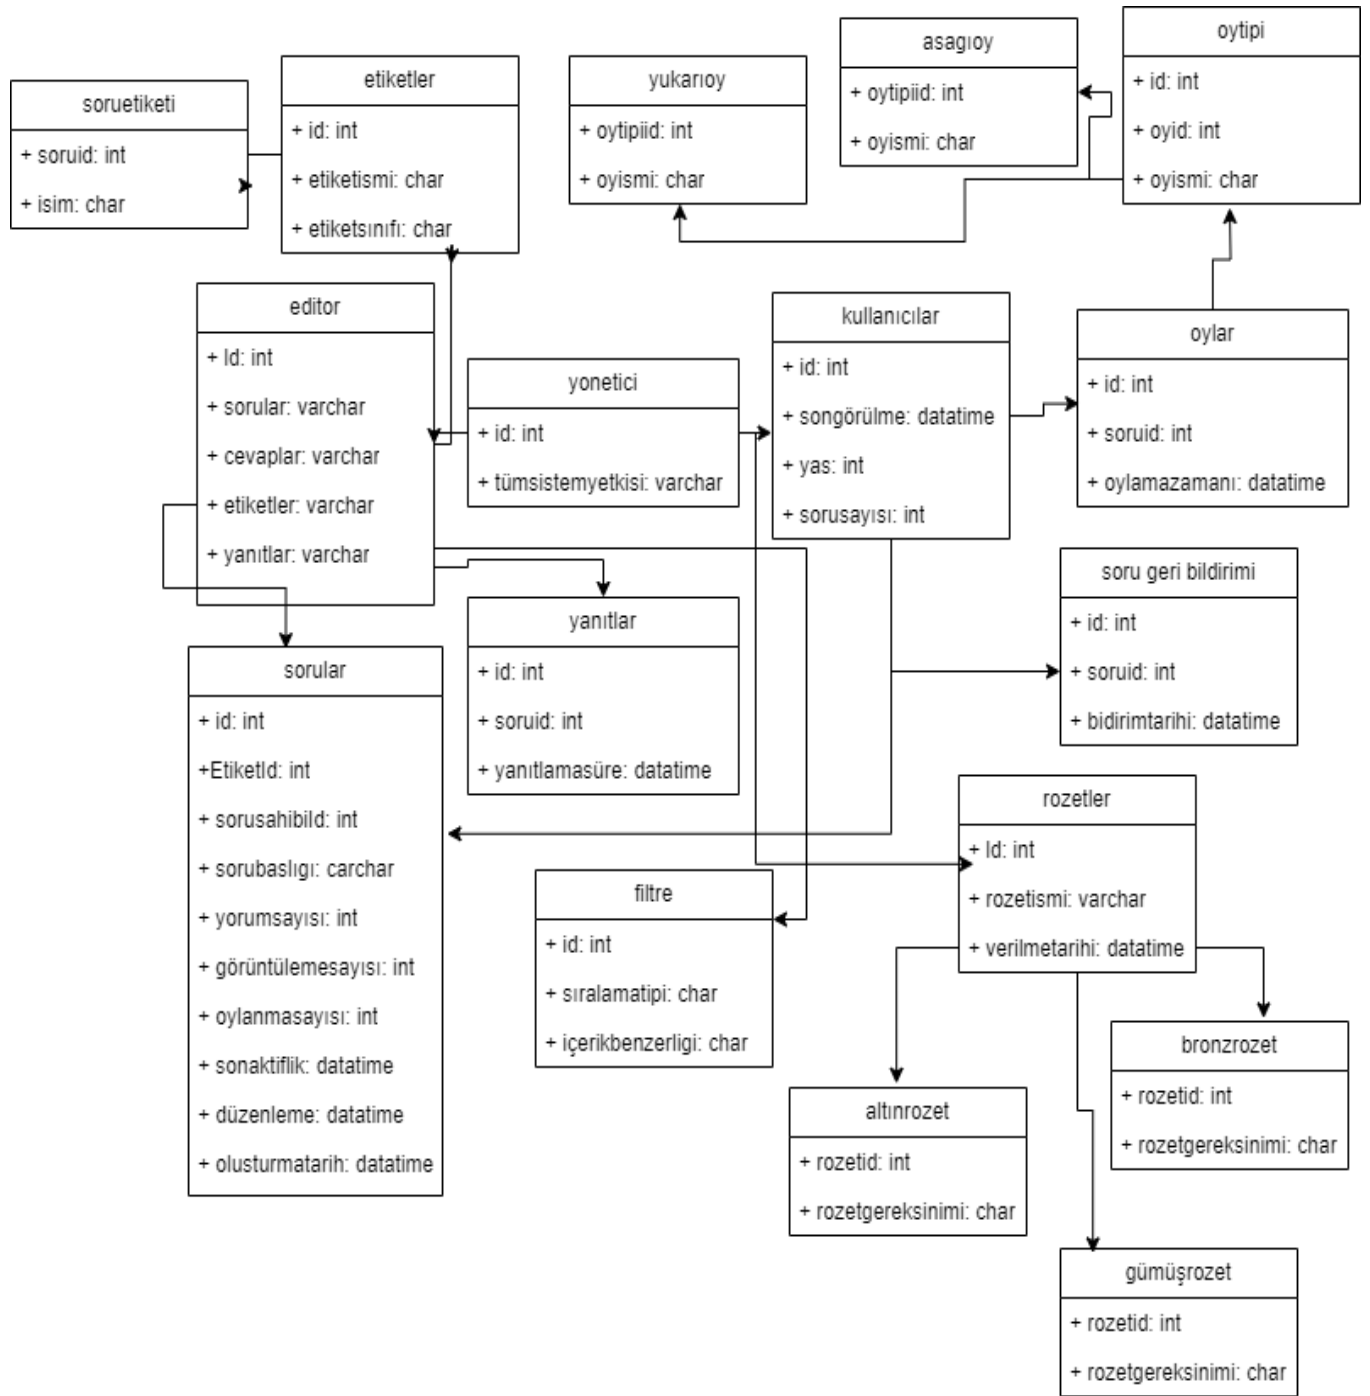 soruetiketi
+ soruid: int
+ isim: char
etiketler
+ id: int
+ etiketismi: char
+ etiketsınıfı: char
yukarıoy
+ oytipiid: int
+ oyismi: char
asagıoy
+ oytipiid: int
+ oyismi: char
oytipi
+ id: int
+ oyid: int
+ oyismi: char
editor
+ Id: int
+ sorular: varchar
+ cevaplar: varchar
+ etiketler: varchar
+ yanıtlar: varchar
yonetici
+ id: int
+ tümsistemyetkisi: varchar
kullanıcılar
+ id: int
+ songörülme: datatime
+ yas: int
+ sorusayısı: int
oylar
+ id: int
+ soruid: int
+ oylamazamanı: datatime
soru geri bildirimi
+ id: int
+ soruid: int
+ bidirimtarihi: datatime
yanıtlar
+ id: int
+ soruid: int
+ yanıtlamasüre: datatime
sorular
+ id: int
+EtiketId: int
+ sorusahibiId: int
+ sorubaslıgı: carchar
+ yorumsayısı: int
+ görüntülemesayısı: int
+ oylanmasayısı: int
+ sonaktiflik: datatime
+ düzenleme: datatime
+ olusturmatarih: datatime
filtre
+ id: int
+ sıralamatipi: char
+ içerikbenzerligi: char
rozetler
+ Id: int
+ rozetismi: varchar
+ verilmetarihi: datatime
altınrozet
+ rozetid: int
+ rozetgereksinimi: char
bronzrozet
+ rozetid: int
+ rozetgereksinimi: char
gümüşrozet
+ rozetid: int
+ rozetgereksinimi: char